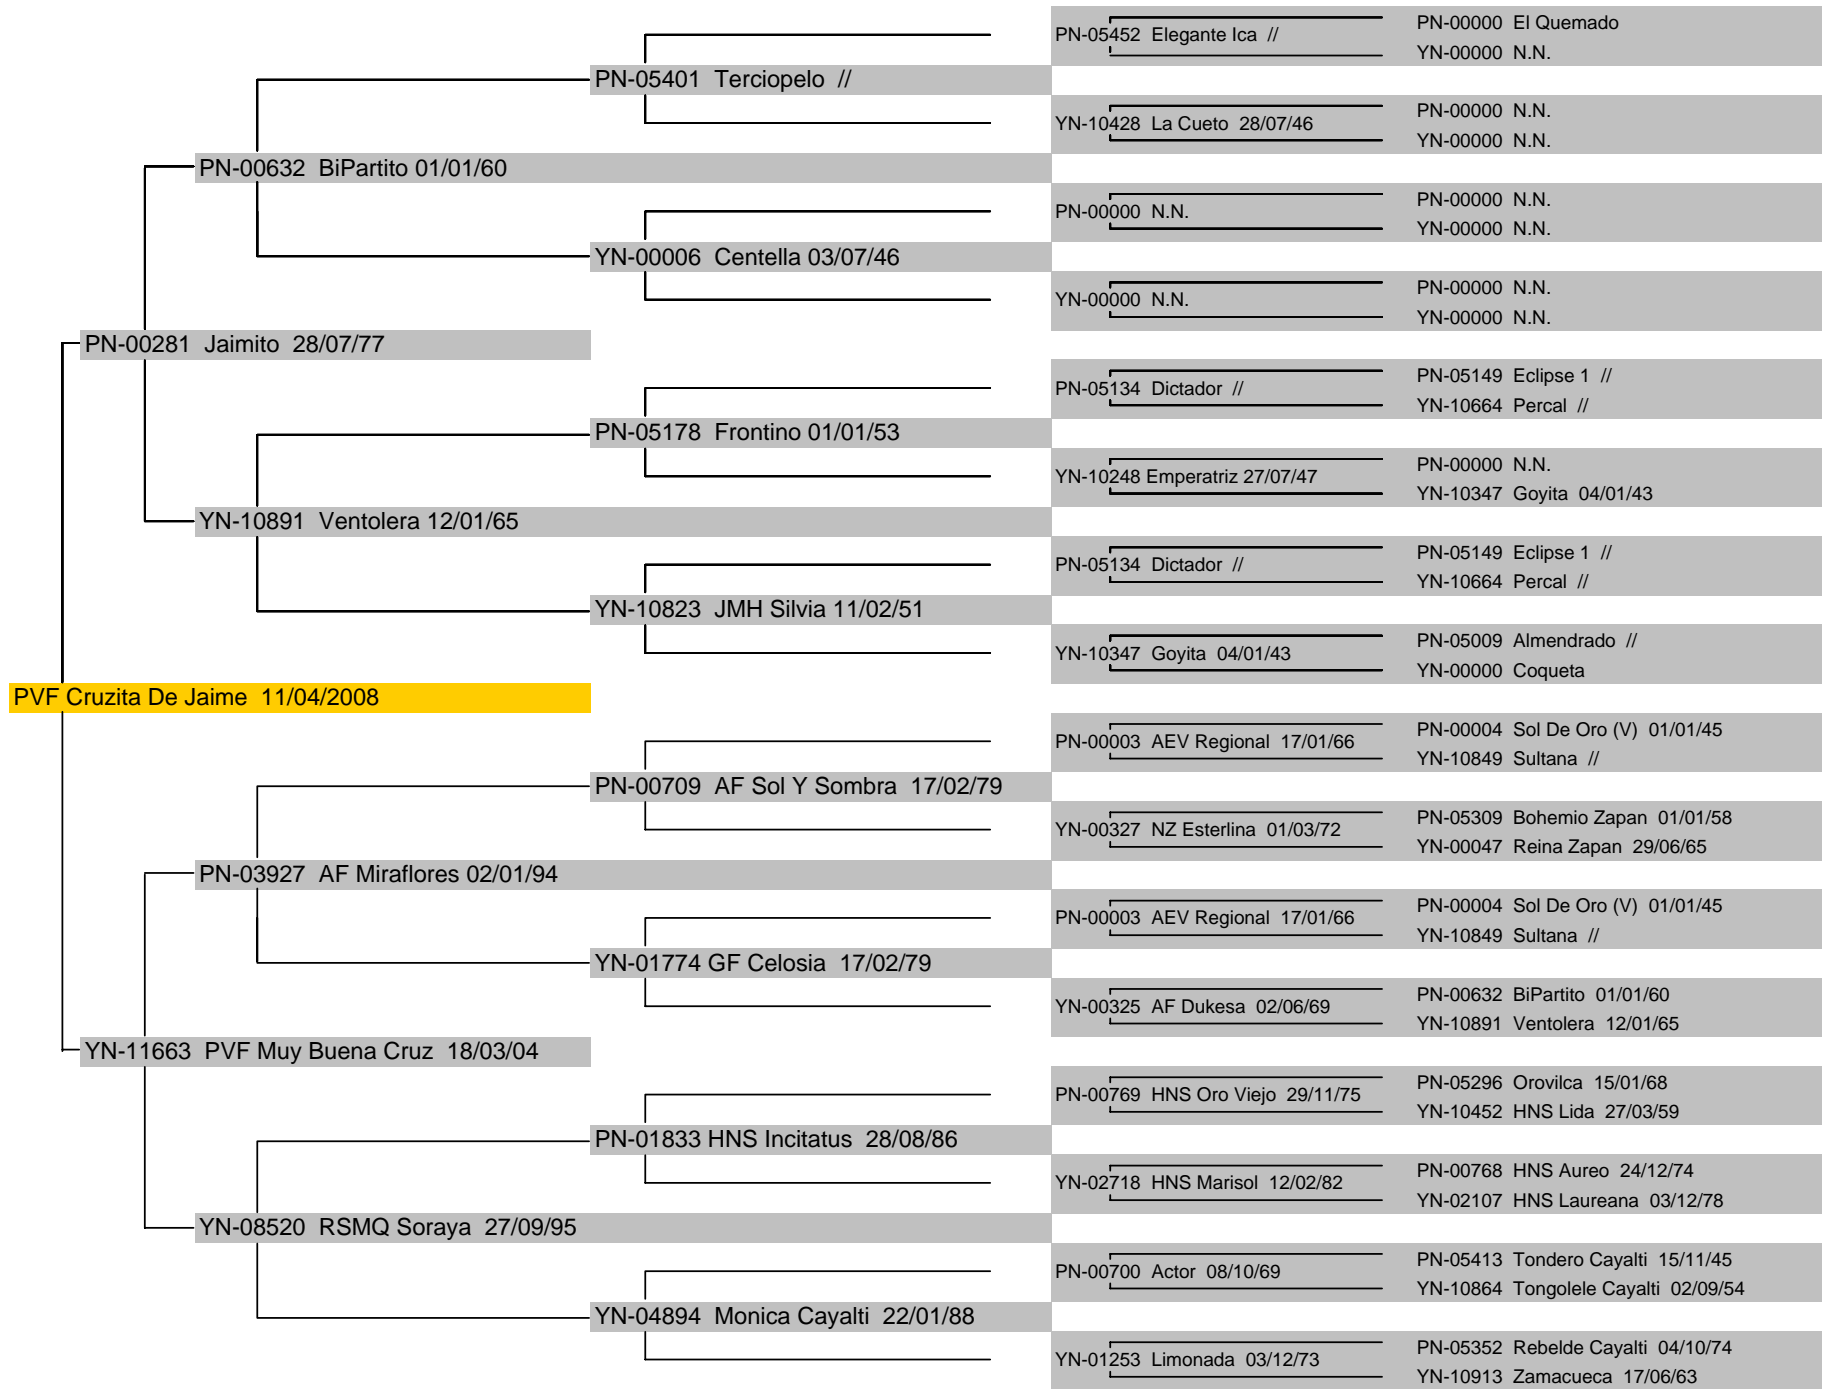 PN-00000 El Quemado
PN-05452 Elegante Ica //
YN-00000 N.N.
PN-05401 Terciopelo //
PN-00000 N.N.
YN-10428 La Cueto 28/07/46
YN-00000 N.N.
PN-00632 BiPartito 01/01/60
PN-00000 N.N.
PN-00000 N.N.
YN-00000 N.N.
YN-00006 Centella 03/07/46
PN-00000 N.N.
YN-00000 N.N.
YN-00000 N.N.
PN-00281 Jaimito 28/07/77
PN-05149 Eclipse 1 //
PN-05134 Dictador //
YN-10664 Percal //
PN-05178 Frontino 01/01/53
PN-00000 N.N.
YN-10248 Emperatriz 27/07/47
YN-10347 Goyita 04/01/43
YN-10891 Ventolera 12/01/65
PN-05149 Eclipse 1 //
PN-05134 Dictador //
YN-10664 Percal //
YN-10823 JMH Silvia 11/02/51
PN-05009 Almendrado //
YN-10347 Goyita 04/01/43
YN-00000 Coqueta
PVF Cruzita De Jaime 11/04/2008
PN-00004 Sol De Oro (V) 01/01/45
PN-00003 AEV Regional 17/01/66
YN-10849 Sultana //
PN-00709 AF Sol Y Sombra 17/02/79
PN-05309 Bohemio Zapan 01/01/58
YN-00327 NZ Esterlina 01/03/72
YN-00047 Reina Zapan 29/06/65
PN-03927 AF Miraflores 02/01/94
PN-00004 Sol De Oro (V) 01/01/45
PN-00003 AEV Regional 17/01/66
YN-10849 Sultana //
YN-01774 GF Celosia 17/02/79
PN-00632 BiPartito 01/01/60
YN-00325 AF Dukesa 02/06/69
YN-10891 Ventolera 12/01/65
YN-11663 PVF Muy Buena Cruz 18/03/04
PN-05296 Orovilca 15/01/68
PN-00769 HNS Oro Viejo 29/11/75
YN-10452 HNS Lida 27/03/59
PN-01833 HNS Incitatus 28/08/86
PN-00768 HNS Aureo 24/12/74
YN-02718 HNS Marisol 12/02/82
YN-02107 HNS Laureana 03/12/78
YN-08520 RSMQ Soraya 27/09/95
PN-05413 Tondero Cayalti 15/11/45
PN-00700 Actor 08/10/69
YN-10864 Tongolele Cayalti 02/09/54
YN-04894 Monica Cayalti 22/01/88
PN-05352 Rebelde Cayalti 04/10/74
YN-01253 Limonada 03/12/73
YN-10913 Zamacueca 17/06/63